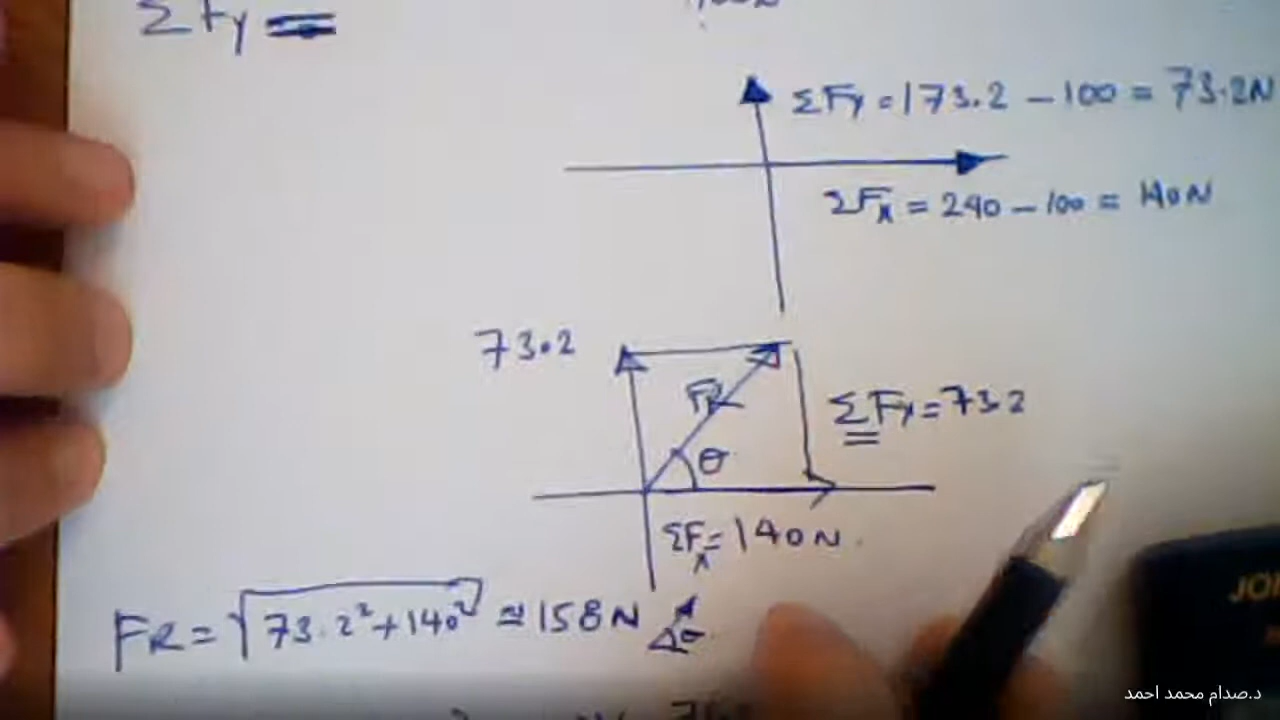 ΣFy =
ΣFy = 173.2 - 100 = 73.2N
ΣFx = 240 - 100 = 140N
73.2
FR
θ
ΣFy = 73.2
ΣFx = 140N
FR = √73.2² + 140² ≈ 158N θ
د.صدام محمد احمد